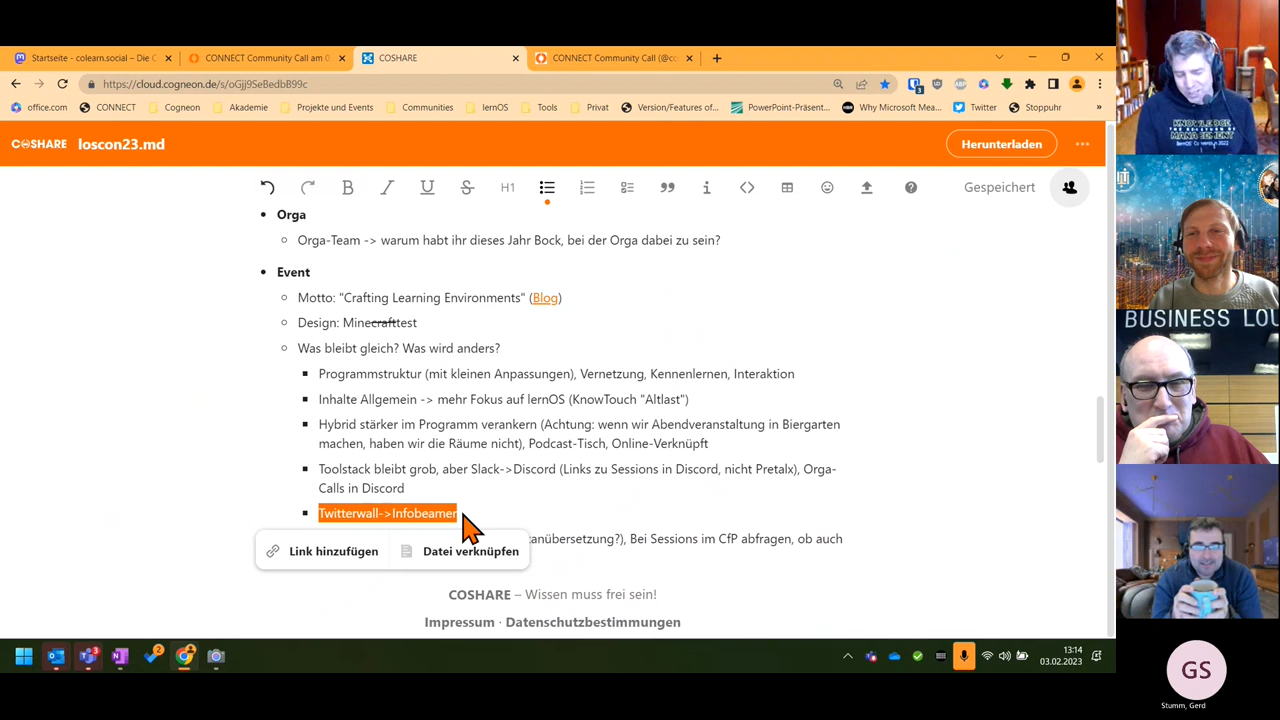 Startseite - colearn.social – Die C
CONNECT Community Call am 0
COSHARE
CONNECT Community Call (@co
https://cloud.cogneon.de/s/oGjj9SeBedbB99c
office.com
CONNECT
Cogneon
Akademie
Projekte und Events
Communities
lernOS
Tools
Privat
Version/Features of...
PowerPoint-Präsent...
Why Microsoft Mea...
Twitter
Stoppuhr
»
COSHARE
loscon23.md
Herunterladen
H1
Gespeichert
Orga
Orga-Team -> warum habt ihr dieses Jahr Bock, bei der Orga dabei zu sein?
Event
Motto: "Crafting Learning Environments" (Blog)
Design: Minecrafttest
Was bleibt gleich? Was wird anders?
Programmstruktur (mit kleinen Anpassungen), Vernetzung, Kennenlernen, Interaktion
Inhalte Allgemein -> mehr Fokus auf lernOS (KnowTouch "Altlast")
Hybrid stärker im Programm verankern (Achtung: wenn wir Abendveranstaltung in Biergarten
machen, haben wir die Räume nicht), Podcast-Tisch, Online-Verknüpft
Toolstack bleibt grob, aber Slack->Discord (Links zu Sessions in Discord, nicht Pretalx), Orga-
Calls in Discord
Twitterwall->Infobeamer
anübersetzung?), Bei Sessions im CfP abfragen, ob auch
Link hinzufügen
Datei verknüpfen
COSHARE – Wissen muss frei sein!
Impressum · Datenschutzbestimmungen
3
2
13:14
03.02.2023
BUSINESS LOU
GS
Stumm, Gerd